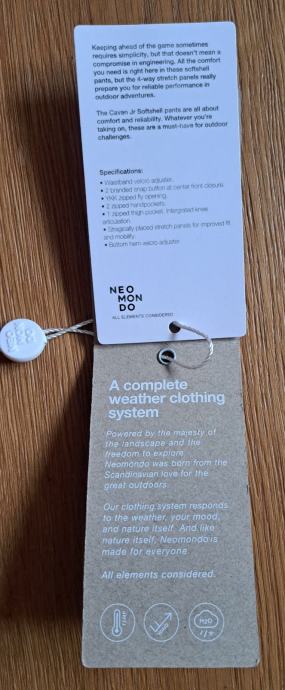 Keeping ahead of the game sometimes
requires simplicity, but that doesn't mean a
compromise in engineering. All the comfort
you need is right here in these softshell
pants, but the 4-way stretch panels really
prepare you for reliable performance in
outdoor adventures.
The Cavan Jr Softshell pants are all about
comfort and reliability. Whatever you're
taking on, these are a must-have for outdoor
challenges.
Specifications:
• Waistband velcro adjuster.
• 2 branded snap button at center front closure.
• YKK zipped fly opening.
• 2 zipped handpockets.
• 1 zipped thigh pocket. Intergrated knee
articulation.
• Stragically placed stretch panels for improved fit
and mobility.
• Bottom hem velcro adjuster
NEO
MON
DO
ALL ELEMENTS CONSIDERED
A complete
weather clothing
system
Powered by the majesty of
the landscape and the
freedom to explore
Neomondo was born from the
Scandinavian love for the
great outdoors.
Our clothing system responds
to the weather, your mood,
and nature itself. And like
nature itself, Neomondo is
made for everyone
All elements considered.
H2O